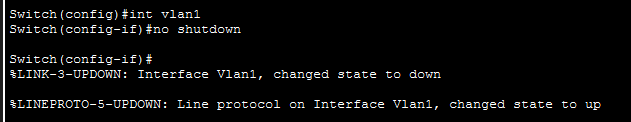 Switch(config)#int vlan1
Switch(config-if)#no shutdown
Switch(config-if)#
%LINK-3-UPDOWN: Interface Vlan1, changed state to down
%LINEPROTO-5-UPDOWN: Line protocol on Interface Vlan1, changed state to up